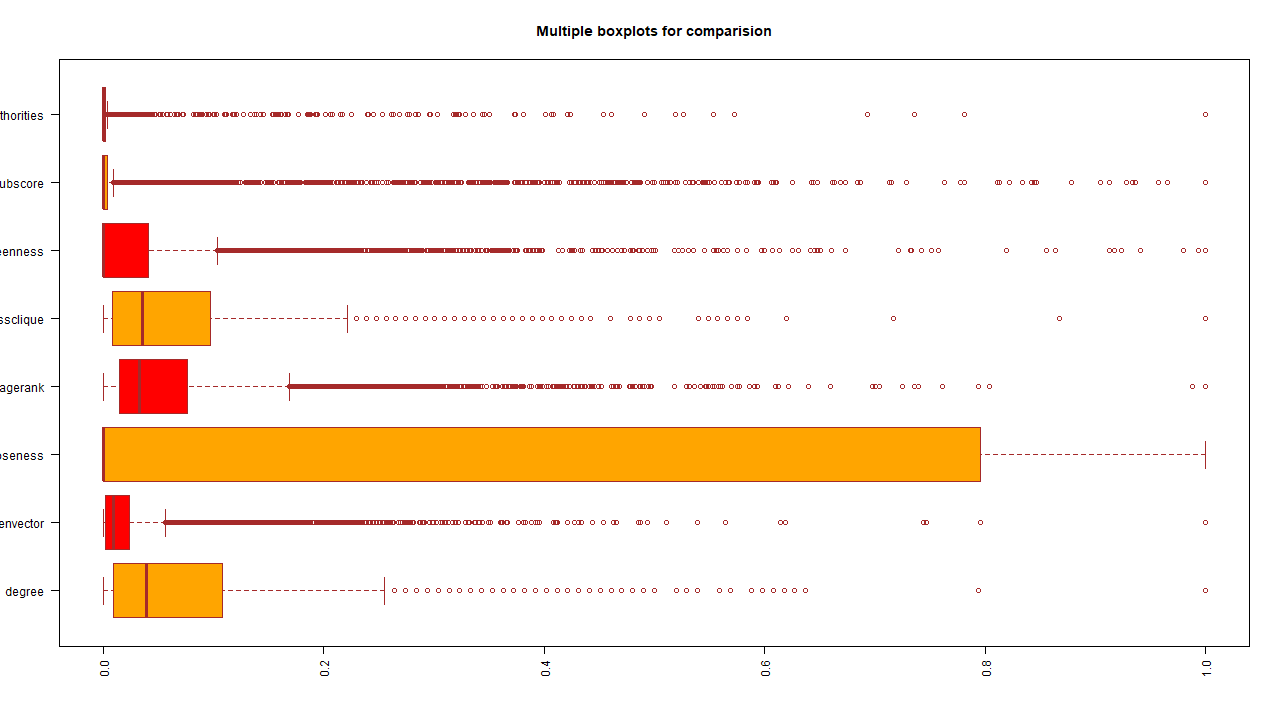 Multiple boxplots for comparision
thorities
ubscore
eenness
ssclique
agerank
oseness
envector
degree
0.0
0.2
0.4
0.6
0.8
1.0